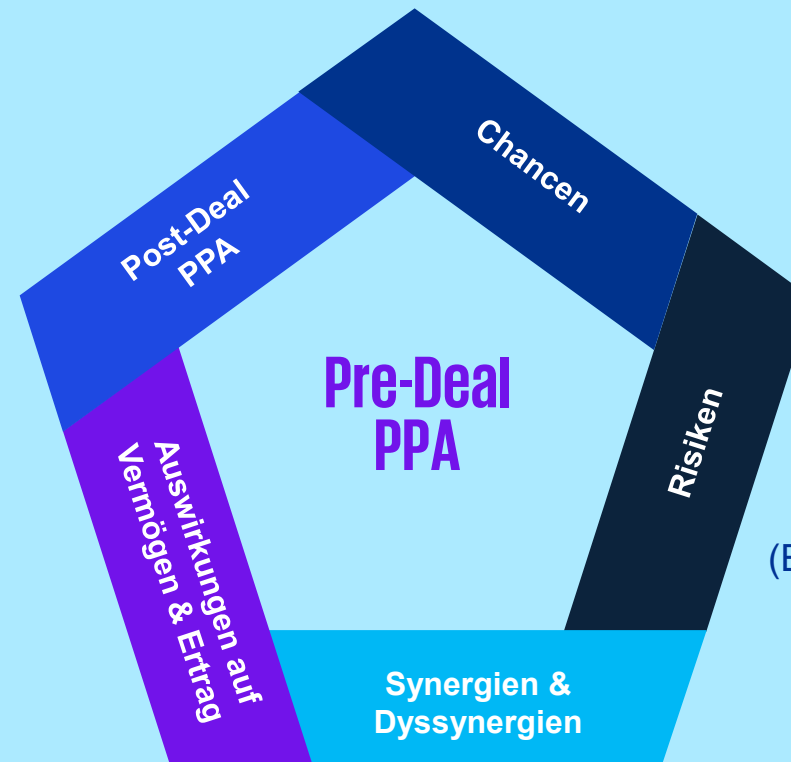 Chancen
Post-Deal
PPA
Pre-Deal
PPA
Risiken
Auswirkungen auf
Vermögen & Ertrag
(E
Synergien &
Dyssynergien